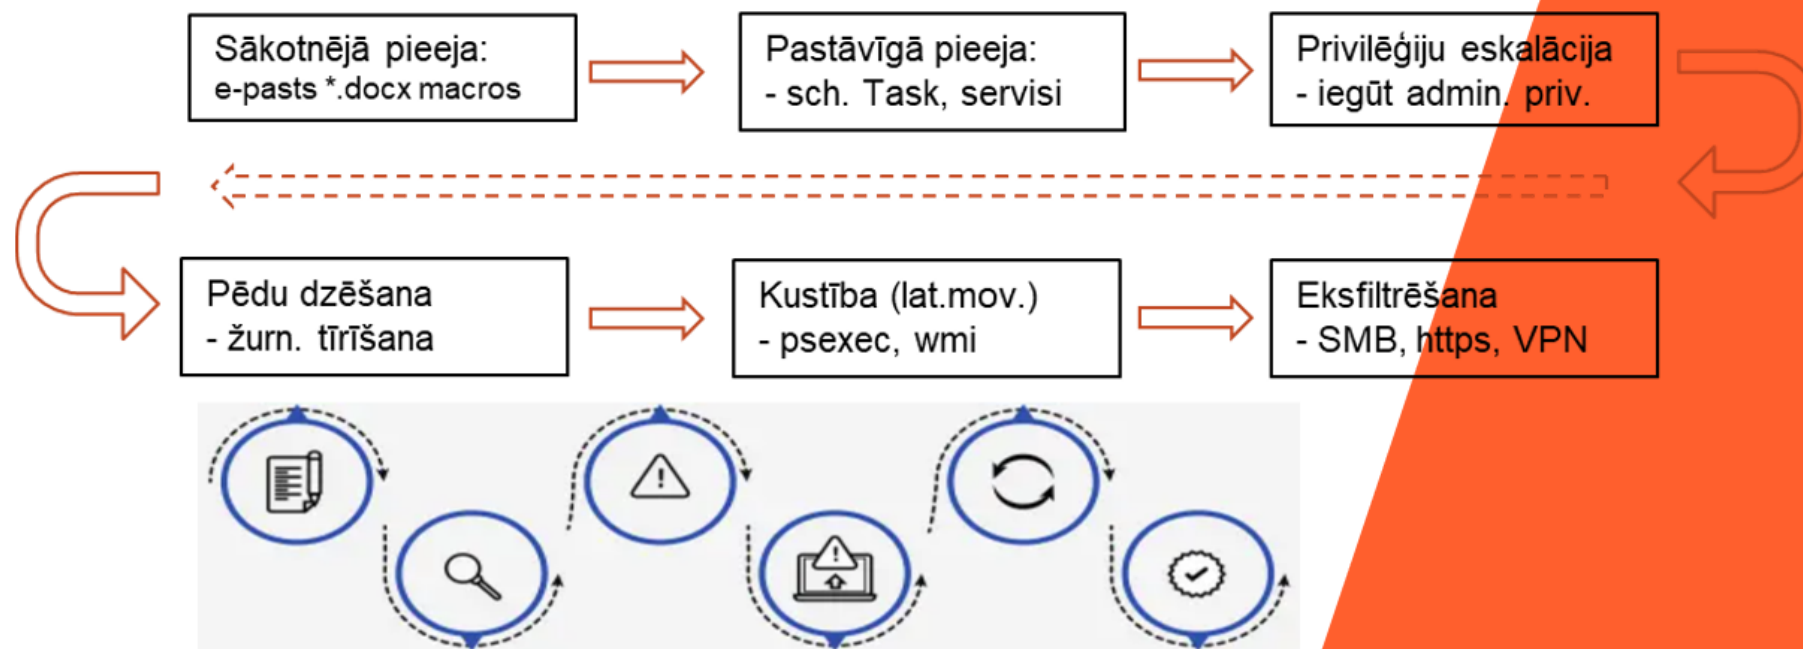 Sākotnējā pieeja:
e-pasts *.docx macros
Pastāvīgā pieeja:
- sch. Task, servisi
Privilēģiju eskalācija
- iegūt admin. priv.
Pēdu dzēšana
- žurn. tīrīšana
Kustība (lat.mov.)
- psexec, wmi
Eksfiltrēšana
- SMB, https, VPN